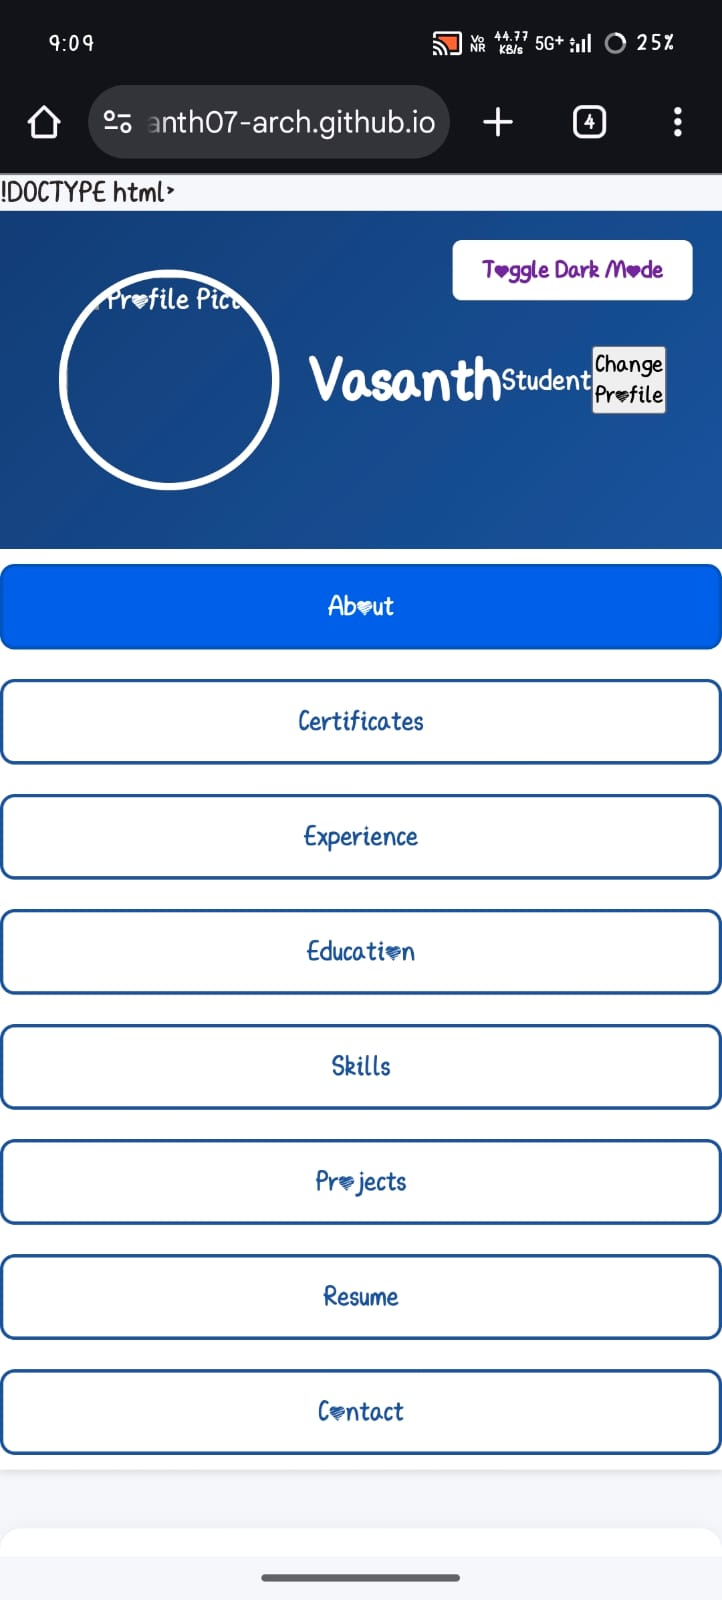 9:09
Vo NR 44.77 KB/s 5G+ 25%
anth07-arch.github.io 4
!DOCTYPE html>
Toggle Dark Mode
Profile Pict
Vasanth Student Change Profile
About
Certificates
Experience
Education
Skills
Projects
Resume
Contact